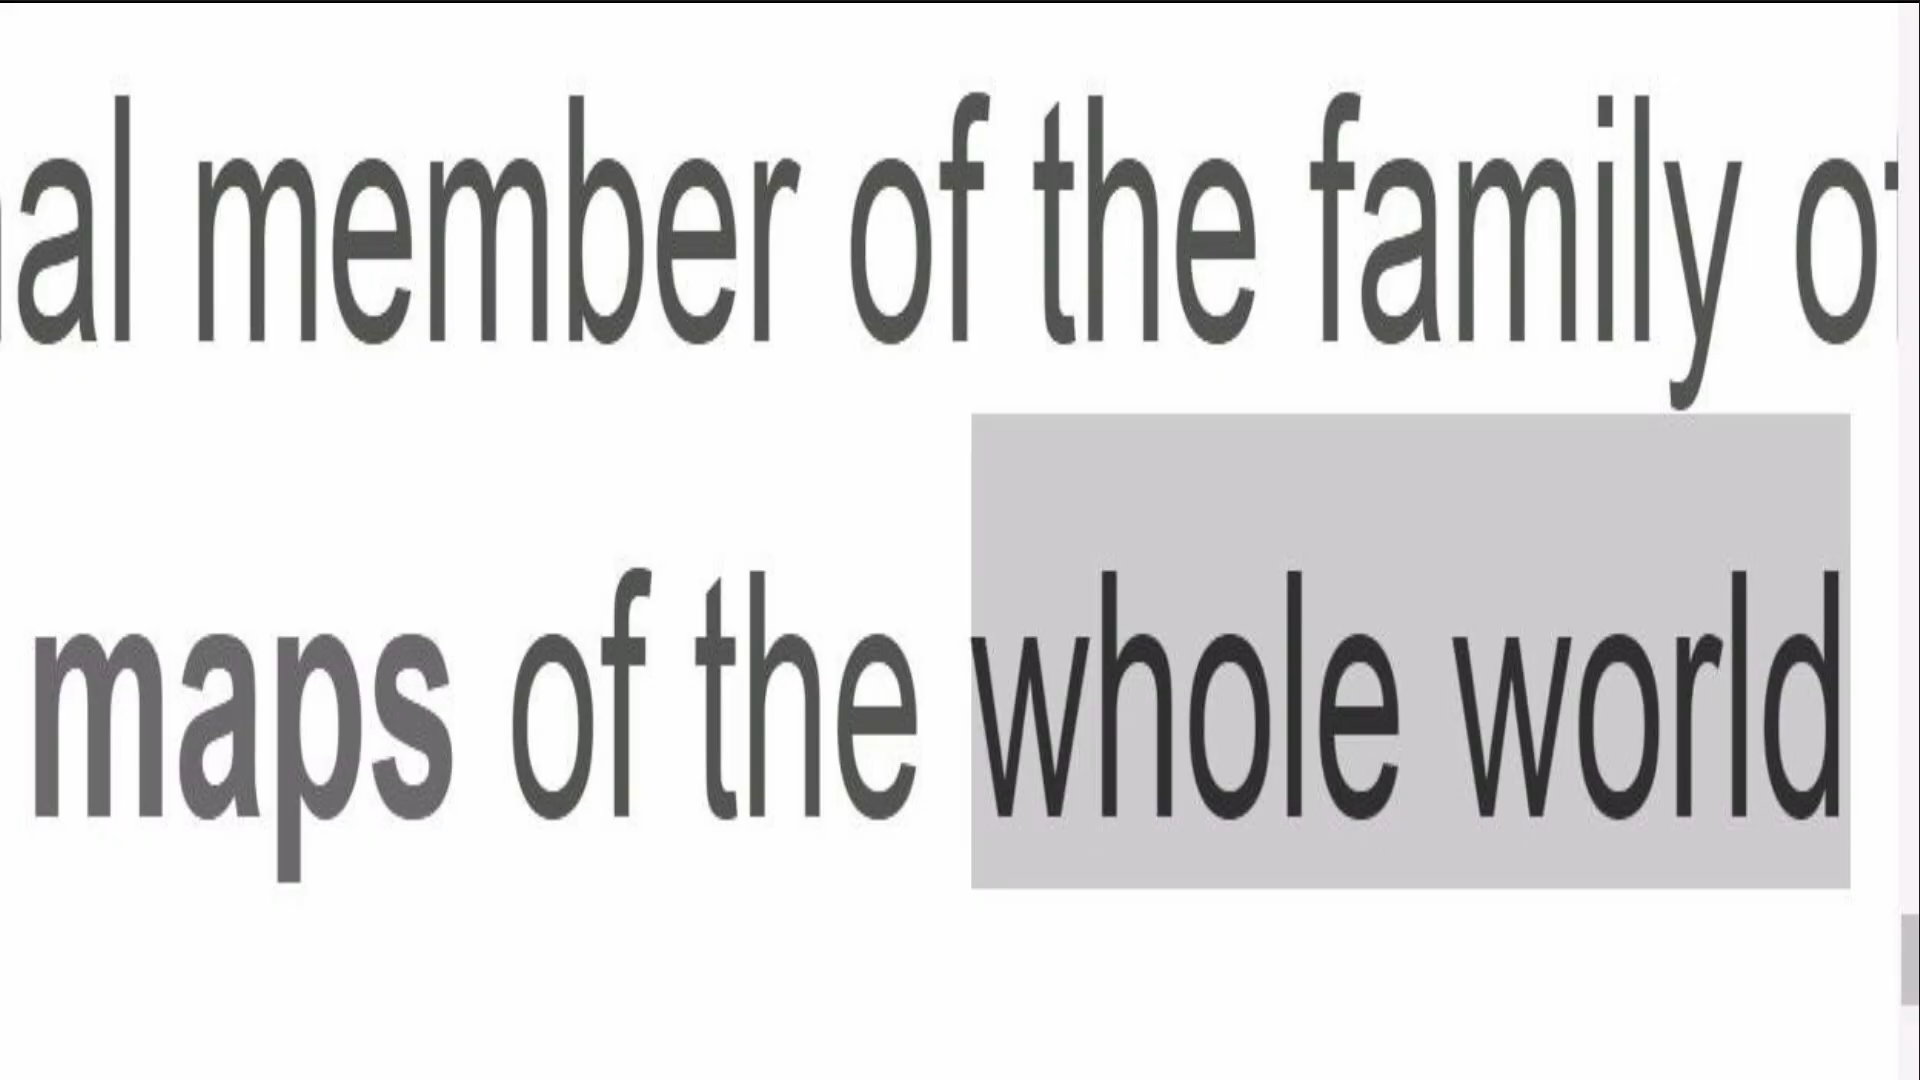 al member of the family of
maps of the whole world